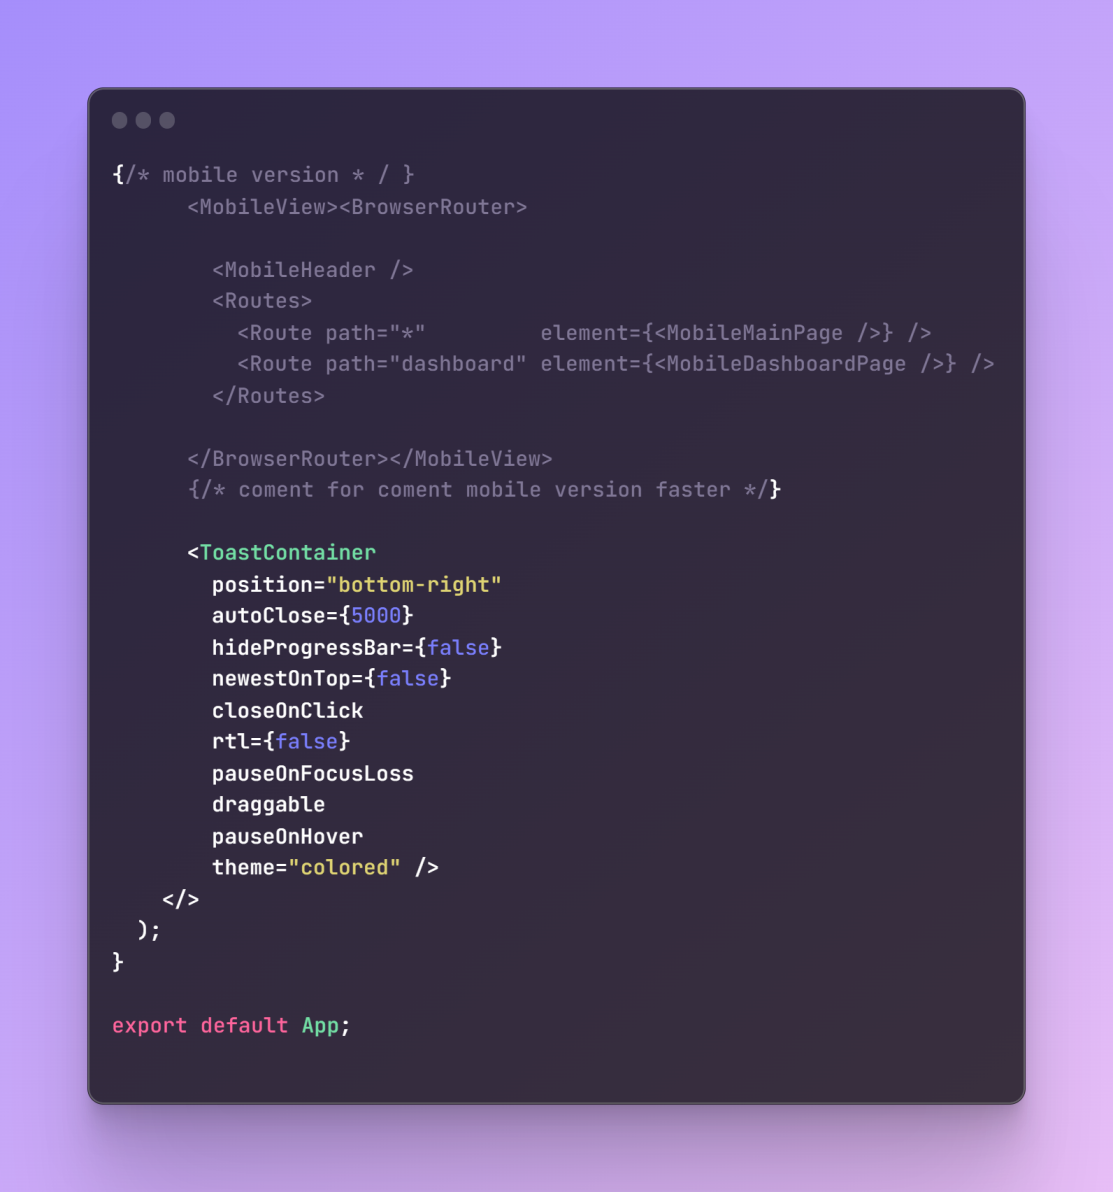 {/* mobile version * / }
      <MobileView><BrowserRouter>

        <MobileHeader />
        <Routes>
          <Route path="*"         element={<MobileMainPage />} />
          <Route path="dashboard" element={<MobileDashboardPage />} />
        </Routes>

      </BrowserRouter></MobileView>
      {/* coment for coment mobile version faster */}

      <ToastContainer
        position="bottom-right"
        autoClose={5000}
        hideProgressBar={false}
        newestOnTop={false}
        closeOnClick
        rtl={false}
        pauseOnFocusLoss
        draggable
        pauseOnHover
        theme="colored" />
    </>
  );
}

export default App;